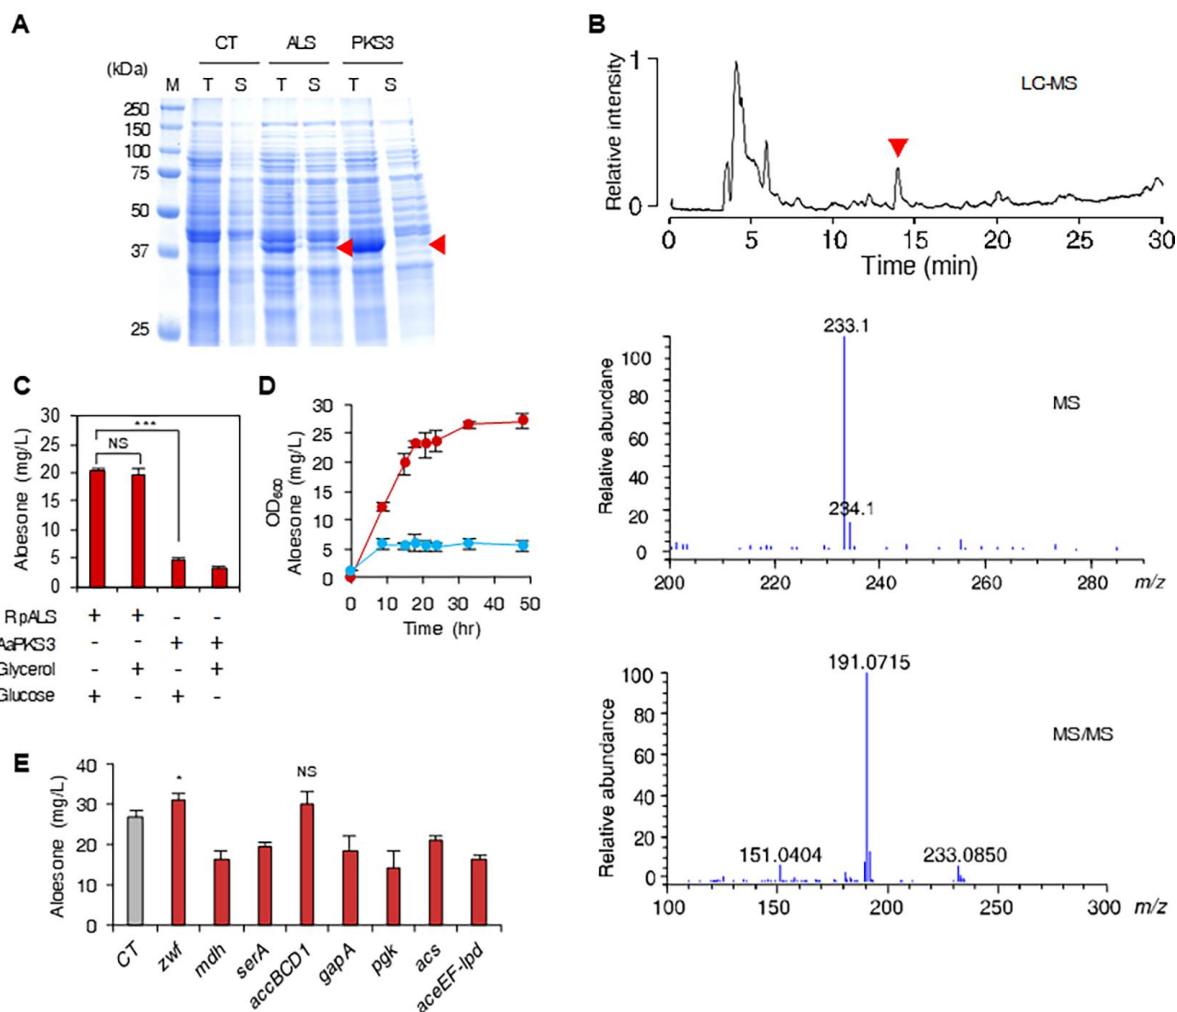 A
CT ALS PKS3
(kDa)
M T S T S T S
250
150
100
75
50
37
25
B
Relative intensity
1
0
LC-MS
0 5 10 15 20 25 30
Time (min)
Relative abundane
100
80
60
40
20
0
233.1
234.1
MS
200 220 240 260 280 m/z
Relative abundance
100
80
60
40
20
0
191.0715
151.0404
233.0850
MS/MS
100 150 200 250 300 m/z
C
Aloesone (mg/L)
30
25
20
15
10
5
0
***
NS
RpALS + + - -
AaPKS3 - - + +
Glycerol - + - +
Glucose + - + -
D
OD600
Aloesone (mg/L)
30
25
20
15
10
5
0
0 10 20 30 40 50
Time (hr)
E
Aloesone (mg/L)
40
30
20
10
0
*
NS
CT zwf mdh serA accBCD1 gapA pgk acs aceEF-lpd